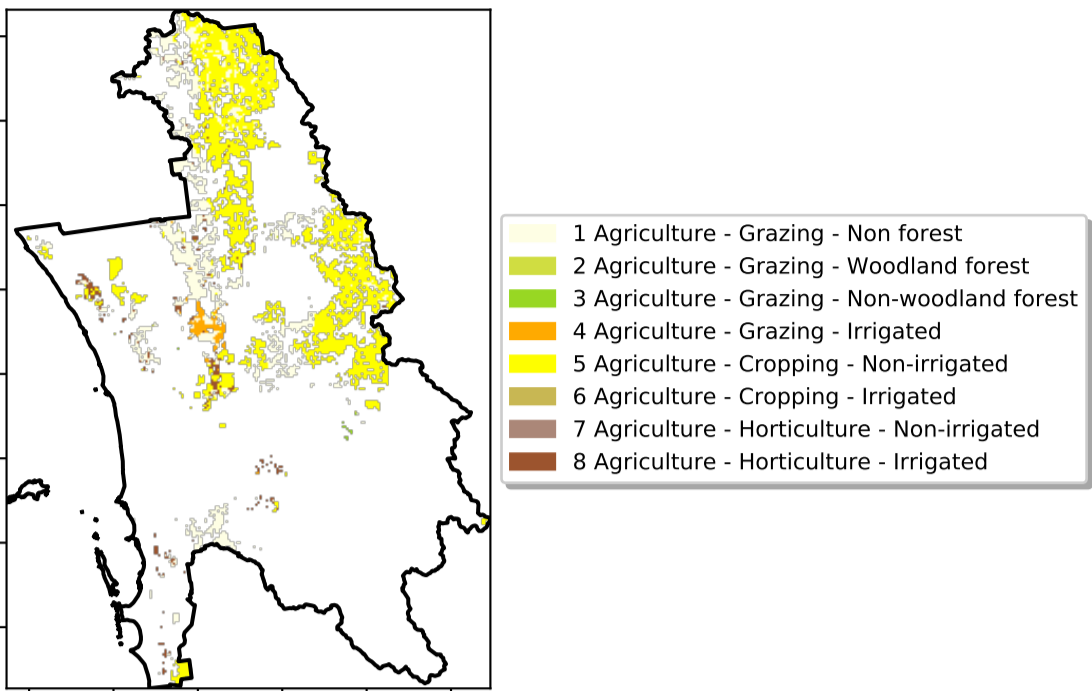 1 Agriculture - Grazing - Non forest
2 Agriculture - Grazing - Woodland forest
3 Agriculture - Grazing - Non-woodland forest
4 Agriculture - Grazing - Irrigated
5 Agriculture - Cropping - Non-irrigated
6 Agriculture - Cropping - Irrigated
7 Agriculture - Horticulture - Non-irrigated
8 Agriculture - Horticulture - Irrigated